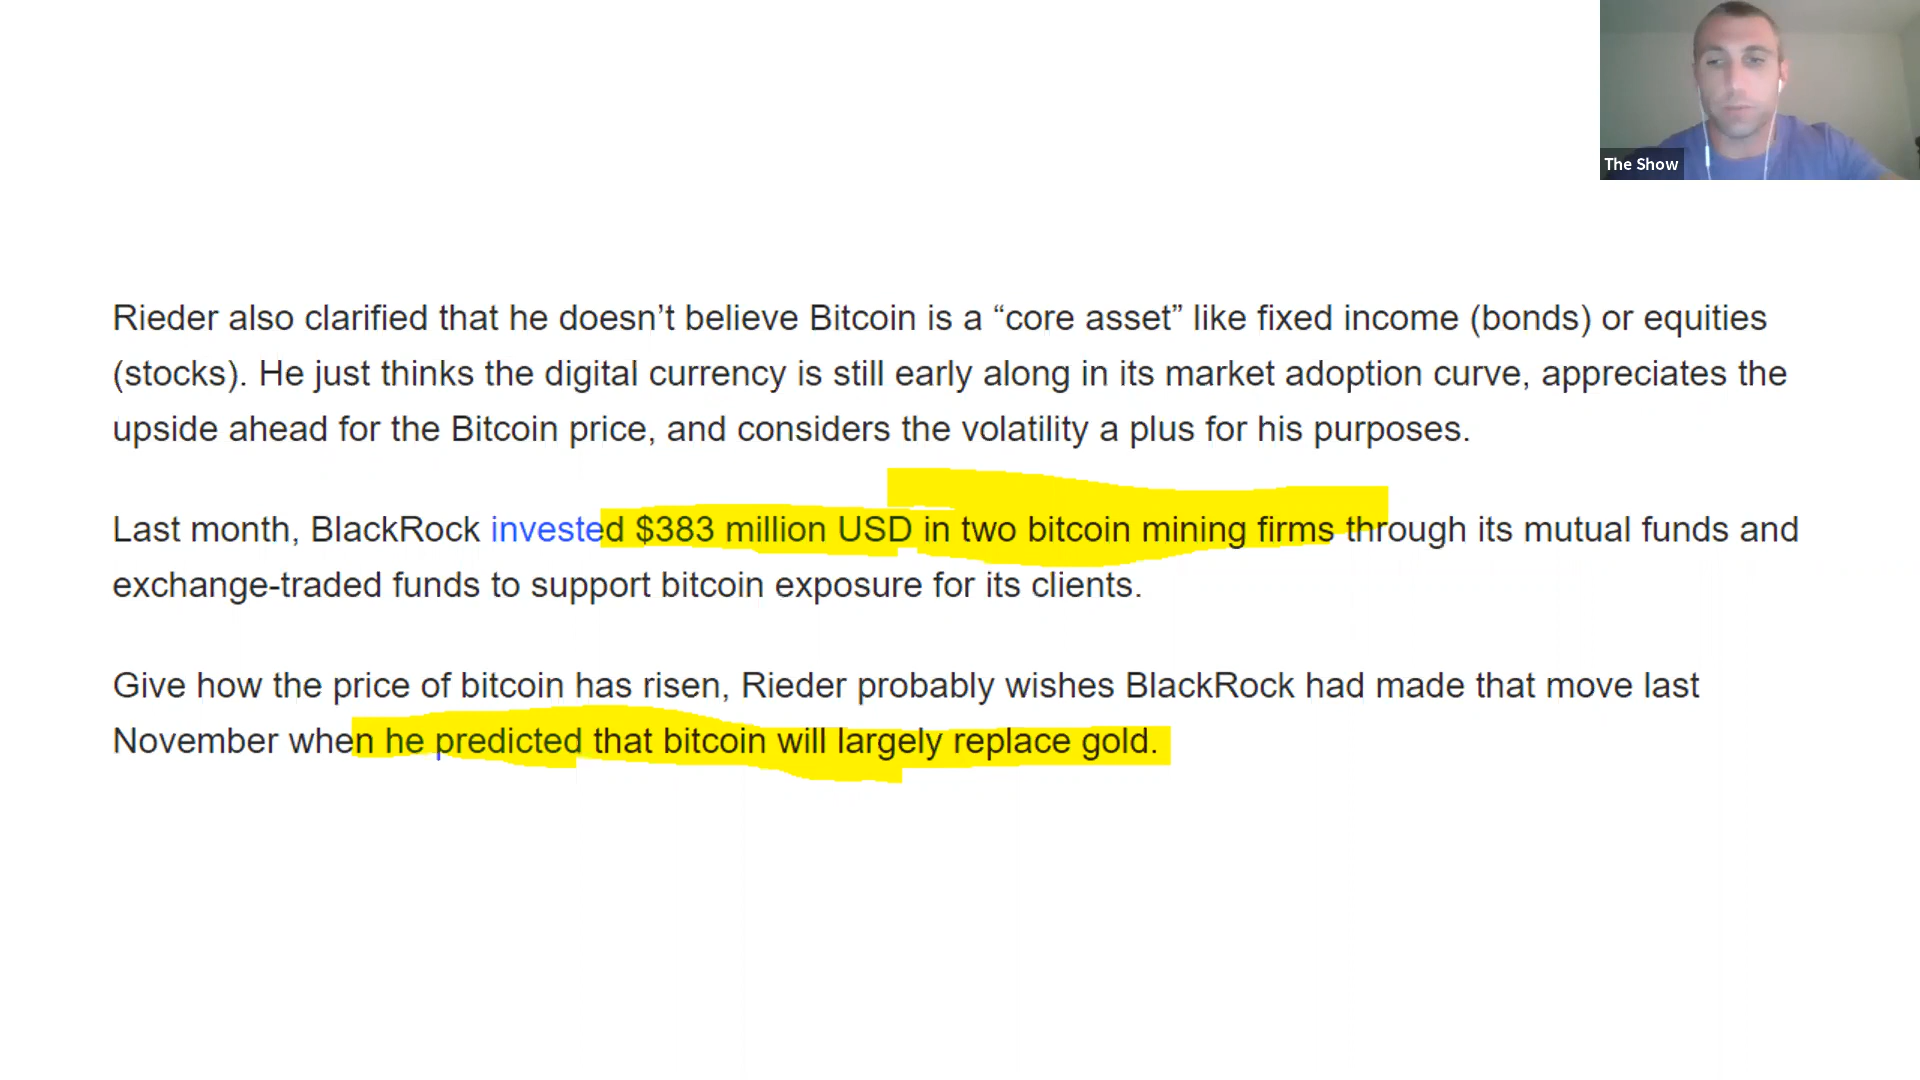 The Show
Rieder also clarified that he doesn’t believe Bitcoin is a “core asset” like fixed income (bonds) or equities
(stocks). He just thinks the digital currency is still early along in its market adoption curve, appreciates the
upside ahead for the Bitcoin price, and considers the volatility a plus for his purposes.
Last month, BlackRock invested $383 million USD in two bitcoin mining firms through its mutual funds and
exchange-traded funds to support bitcoin exposure for its clients.
Give how the price of bitcoin has risen, Rieder probably wishes BlackRock had made that move last
November when he predicted that bitcoin will largely replace gold.